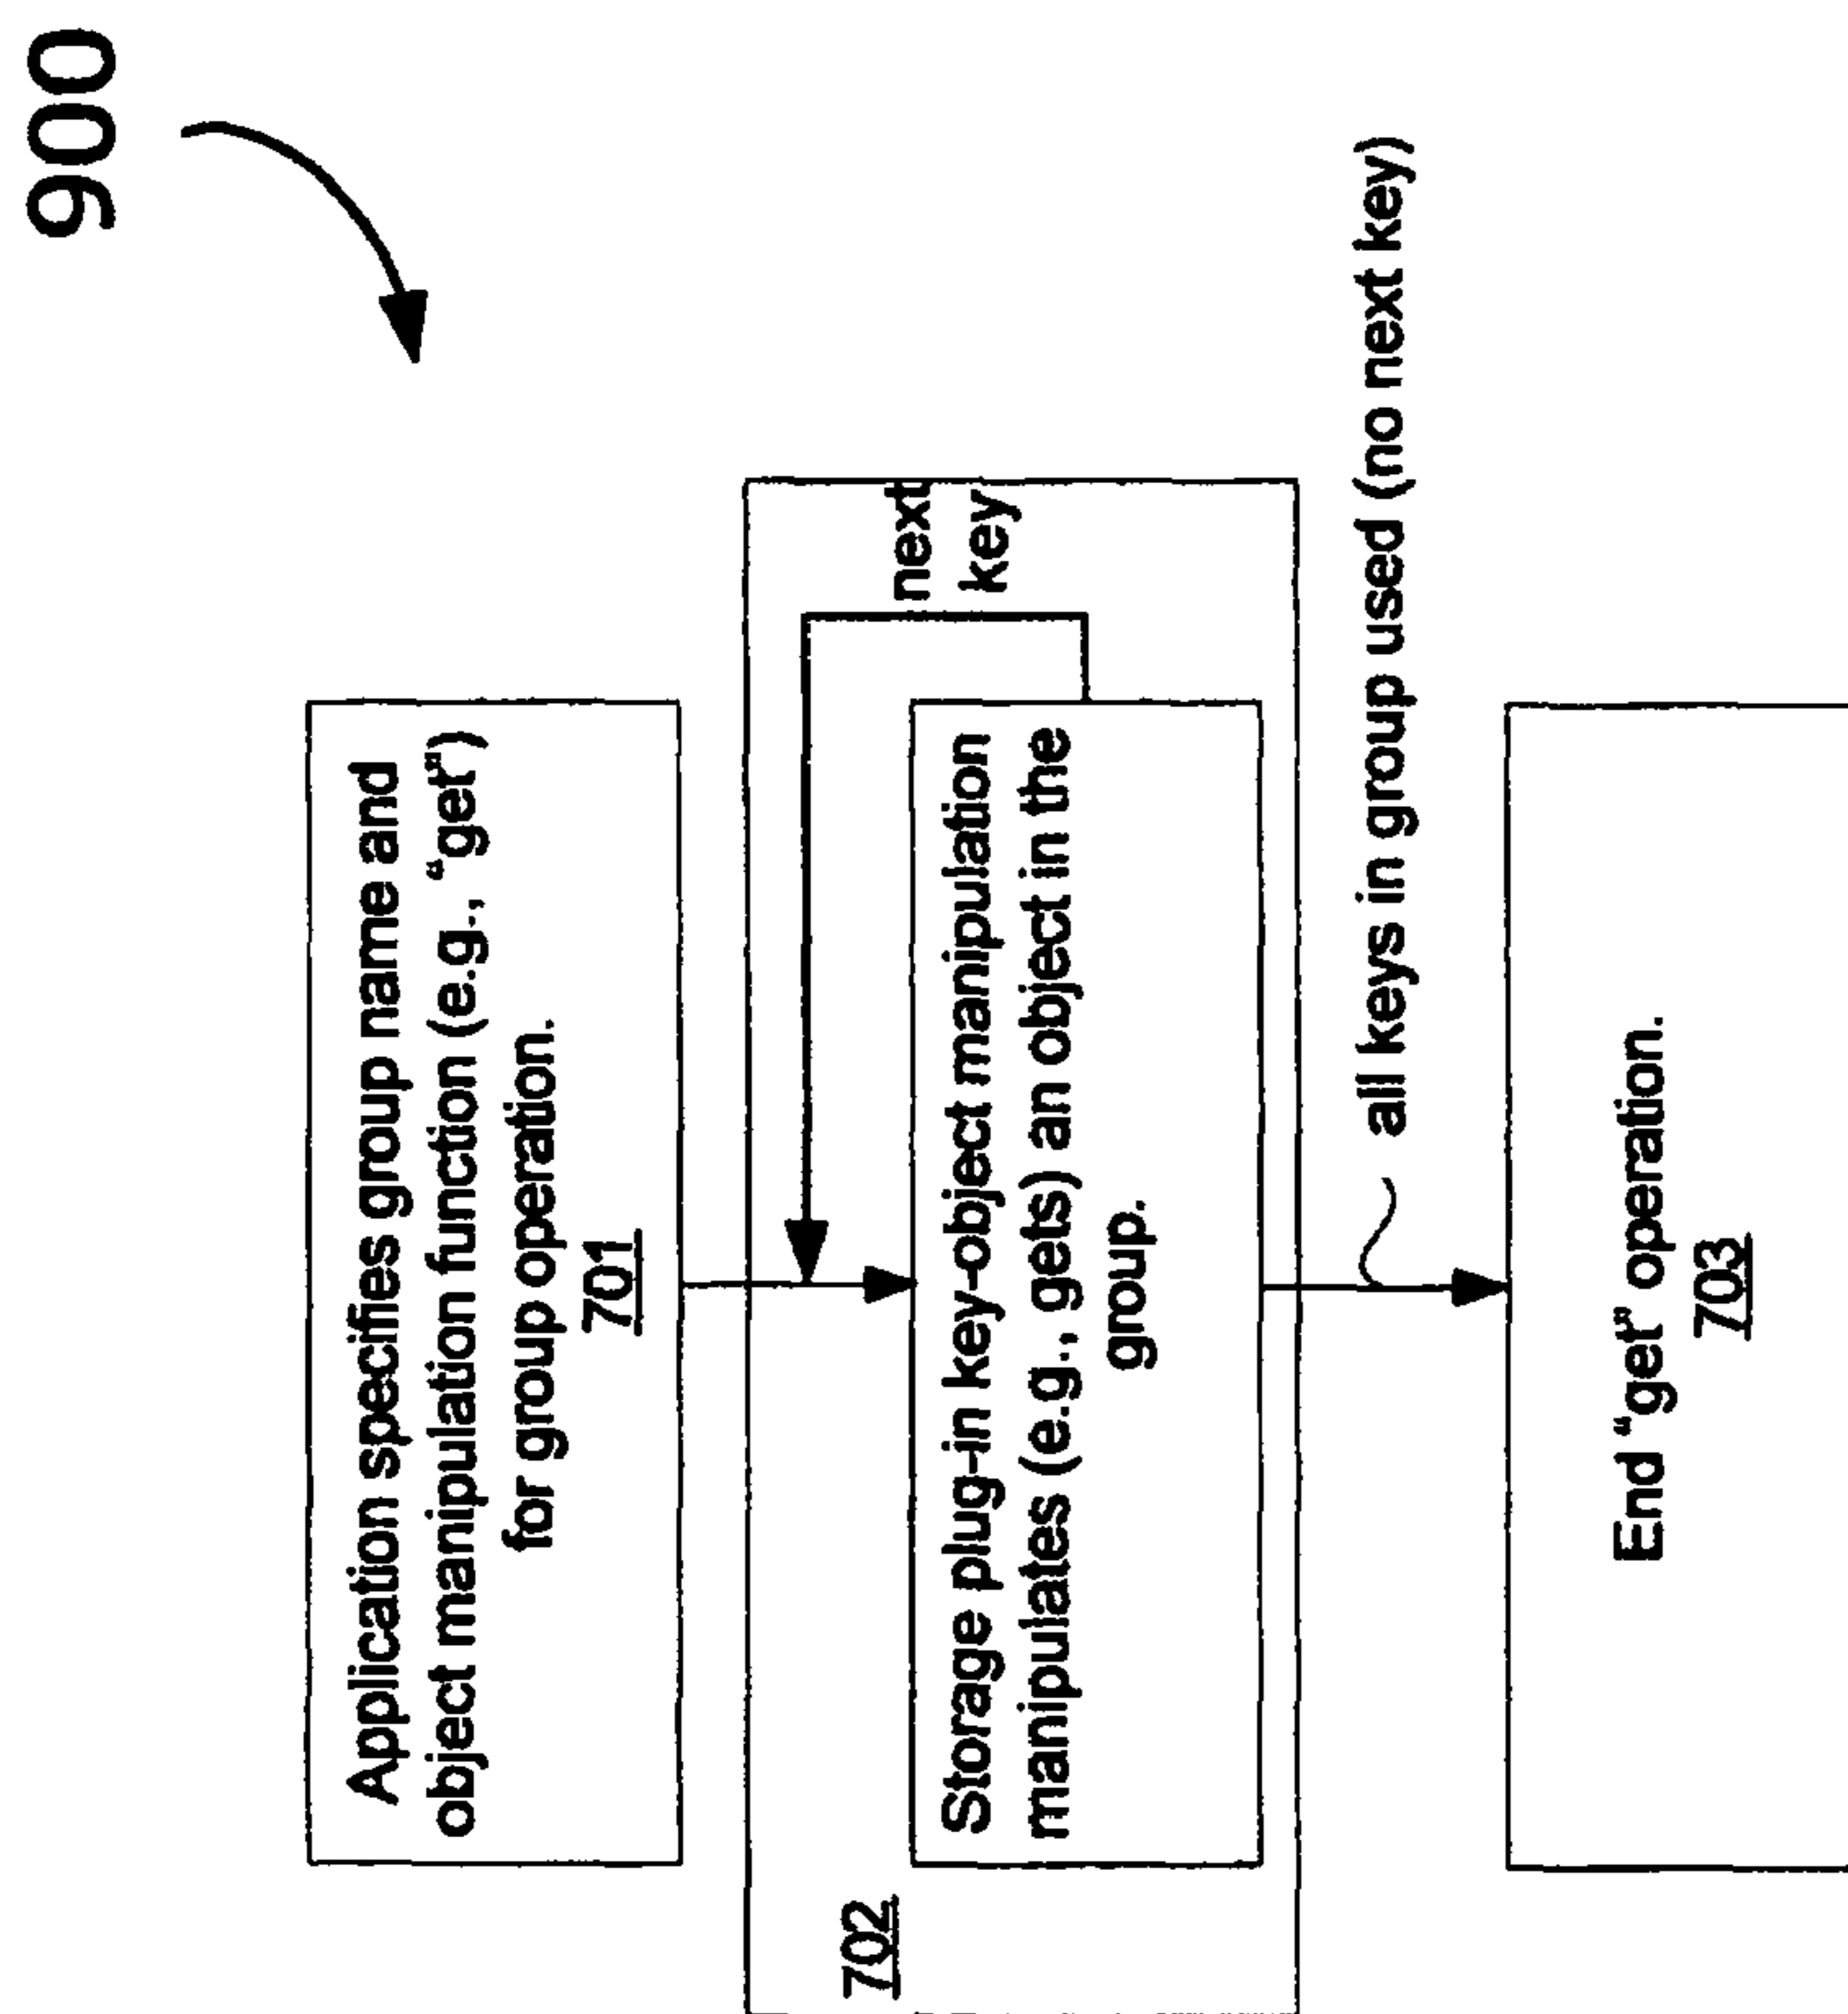 900
Application specifies group name and
object manipulation function (e.g., “get”)
for group operation.
701
next
key
Storage plug-in key-object manipulation
manipulates (e.g., gets) an object in the
group.
702
all keys in group used (no next key)
End “get” operation.
703